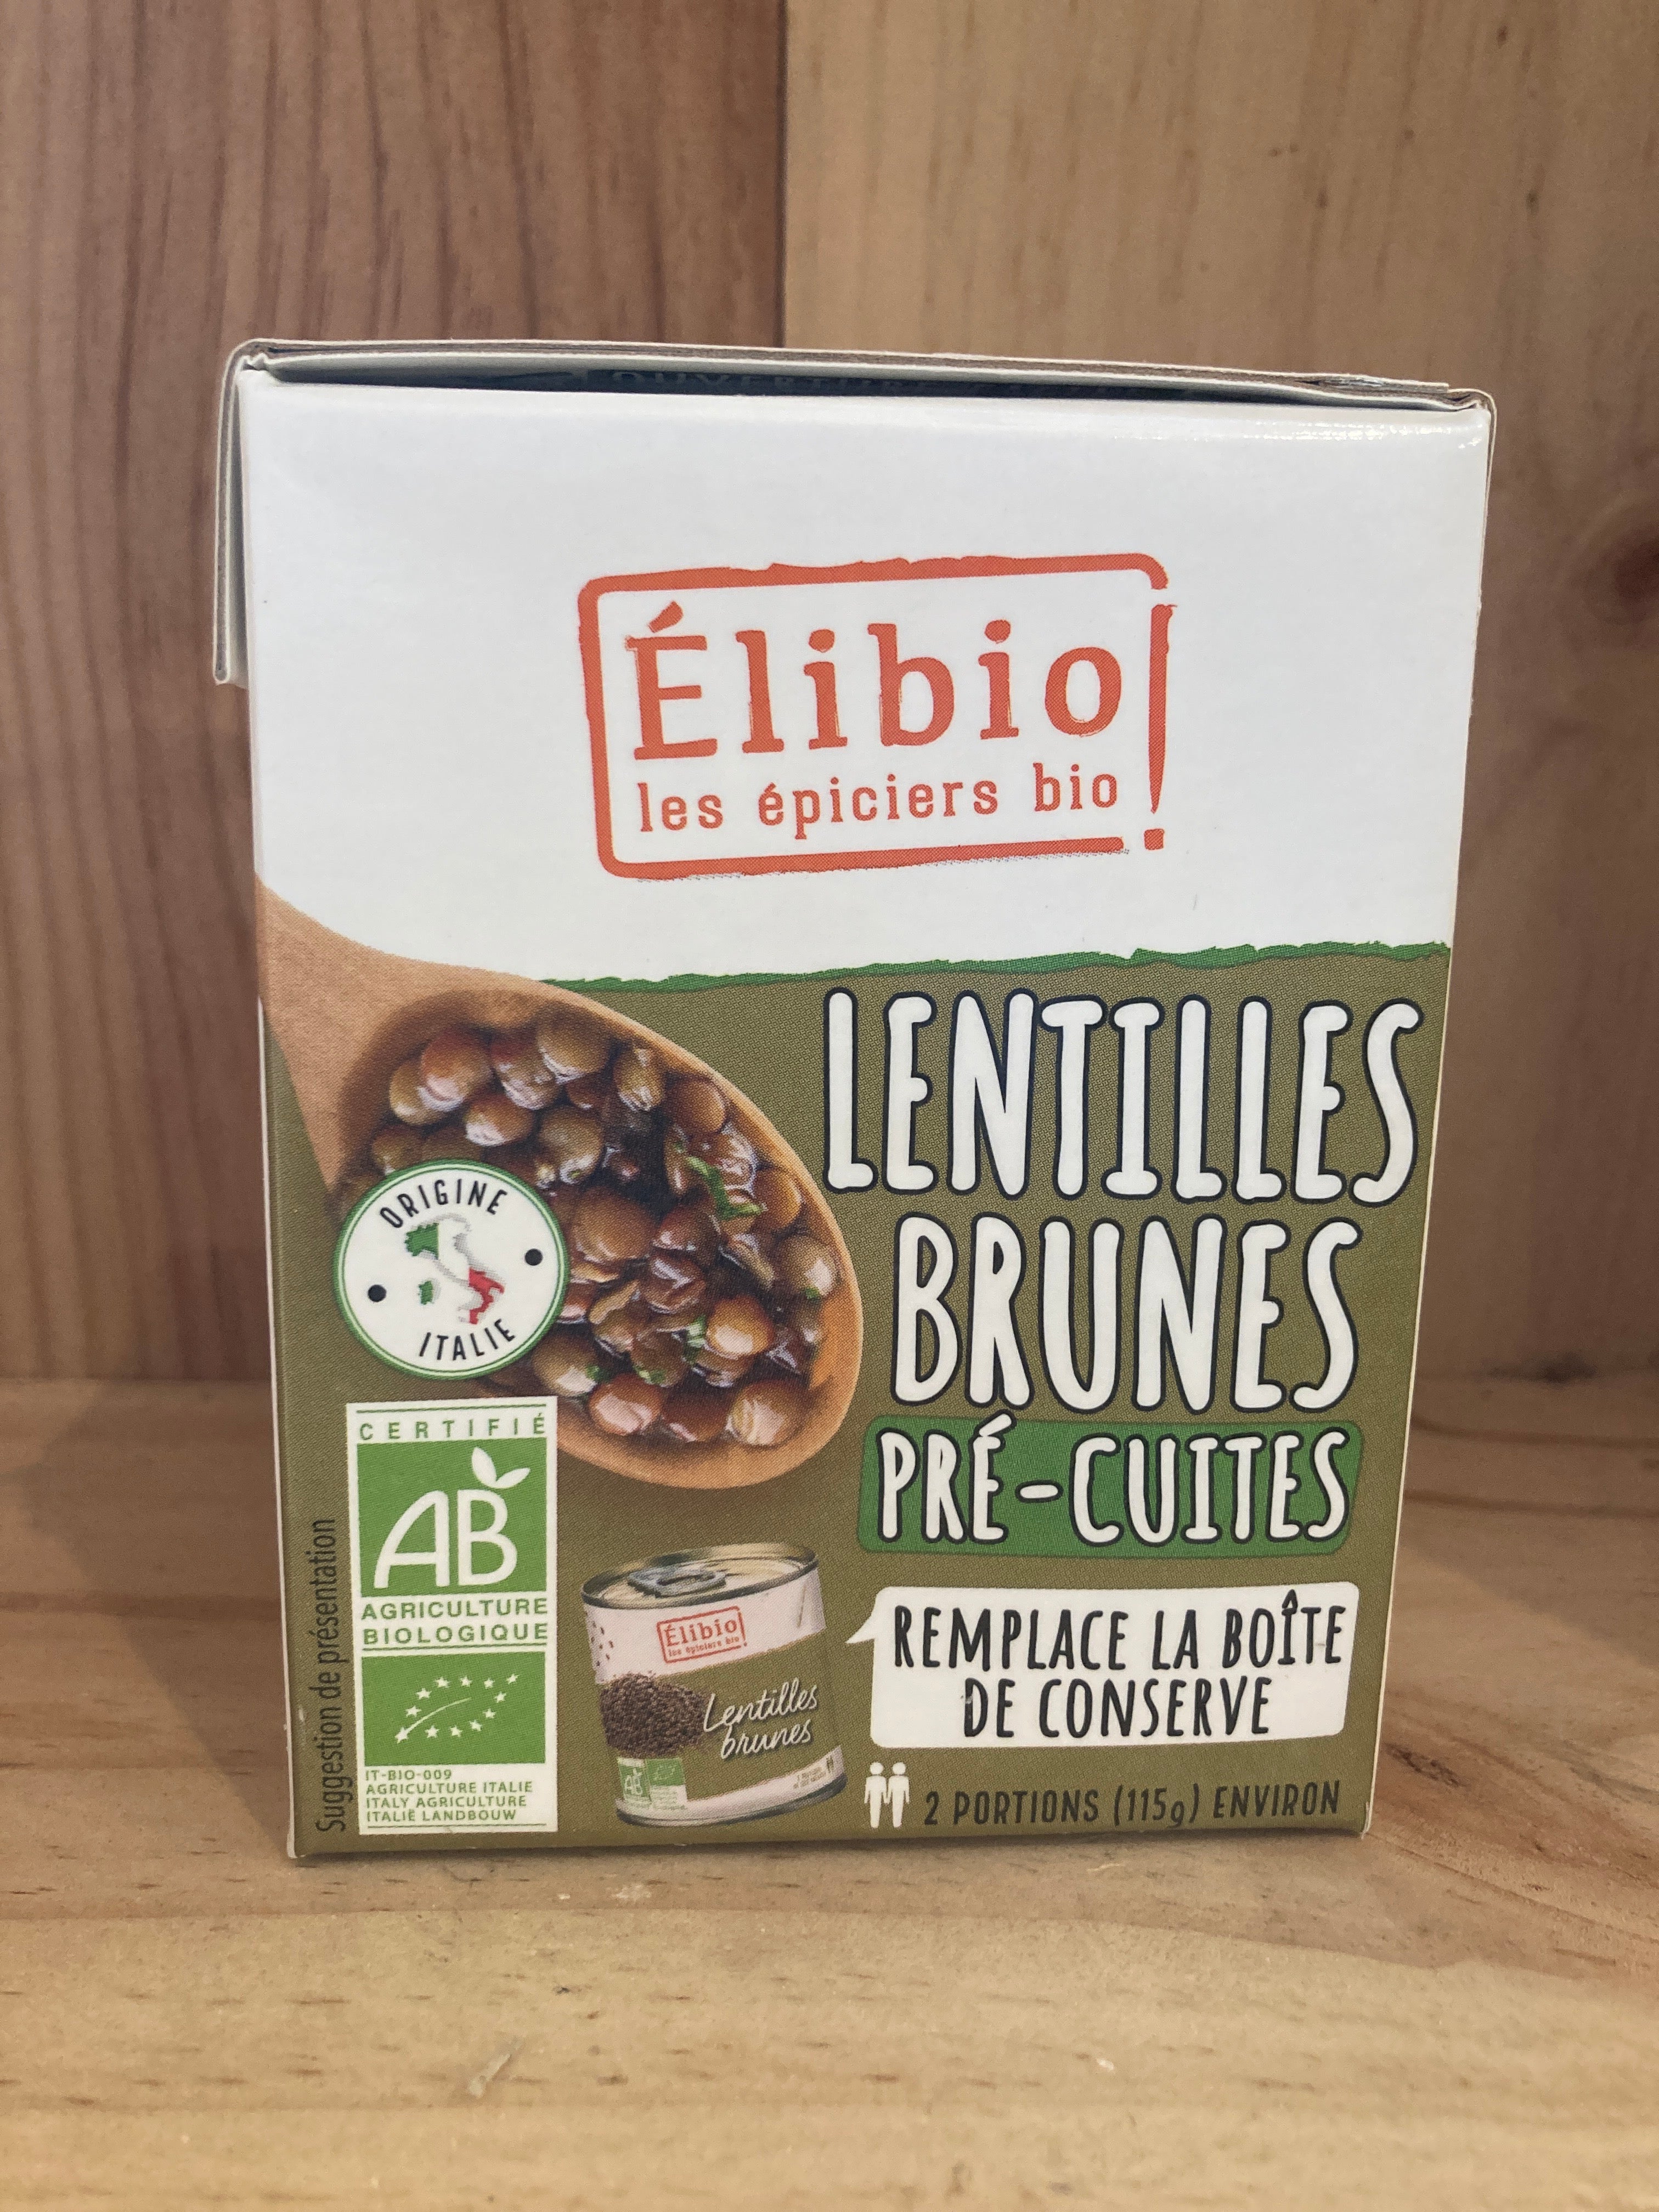 Élibio!
les épiciers bio
LENTILLES
BRUNES
PRÉ-CUITES
ORIGINE
ITALIE
CERTIFIÉ
AB
AGRICULTURE
BIOLOGIQUE
IT-BIO-009
AGRICULTURE ITALIE
ITALY AGRICULTURE
ITALIË LANDBOUW
Suggestion de présentation
Élibio!
les épiciers bio
Lentilles
brunes
AB
REMPLACE LA BOÎTE
DE CONSERVE
2 PORTIONS (115g) ENVIRON